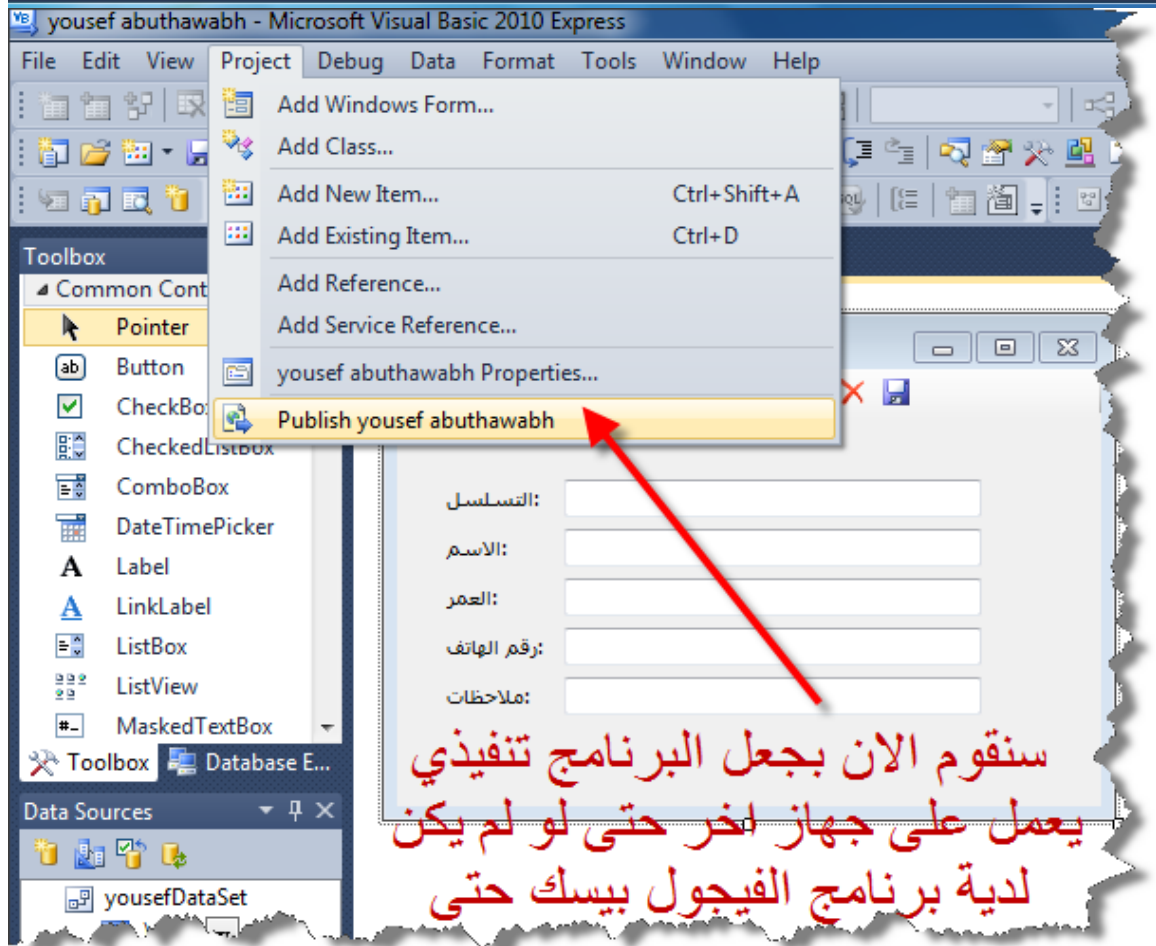 yousef abuthawabh - Microsoft Visual Basic 2010 Express
File Edit View Project Debug Data Format Tools Window Help
Add Windows Form...
Add Class...
Add New Item... Ctrl+Shift+A
Add Existing Item... Ctrl+D
Add Reference...
Add Service Reference...
yousef abuthawabh Properties...
Publish yousef abuthawabh
Toolbox
Common Cont
Pointer
Button
CheckBo
CheckedListBox
ComboBox
DateTimePicker
Label
LinkLabel
ListBox
ListView
MaskedTextBox
Toolbox Database E...
Data Sources
yousefDataSet
التسلسل:
الاسم:
العمر:
رقم الهاتف:
ملاحظات:
سنقوم الان بجعل البرنامج تنفيذي
يعمل على جهاز اخر حتى لو لم يكن
لدية برنامج الفيجول بيسك حتى